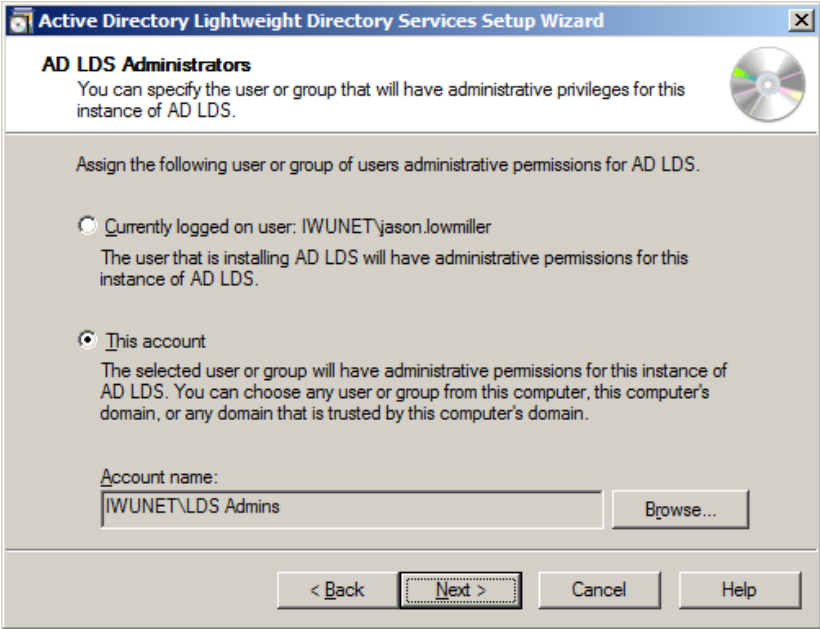 Active Directory Lightweight Directory Services Setup Wizard
AD LDS Administrators
You can specify the user or group that will have administrative privileges for this
instance of AD LDS.
Assign the following user or group of users administrative permissions for AD LDS.
Currently logged on user: IWUNET\jason.lowmiller
The user that is installing AD LDS will have administrative permissions for this
instance of AD LDS.
This account
The selected user or group will have administrative permissions for this instance of
AD LDS. You can choose any user or group from this computer, this computer's
domain, or any domain that is trusted by this computer's domain.
Account name:
IWUNET\LDS Admins
Browse...
< Back
Next >
Cancel
Help